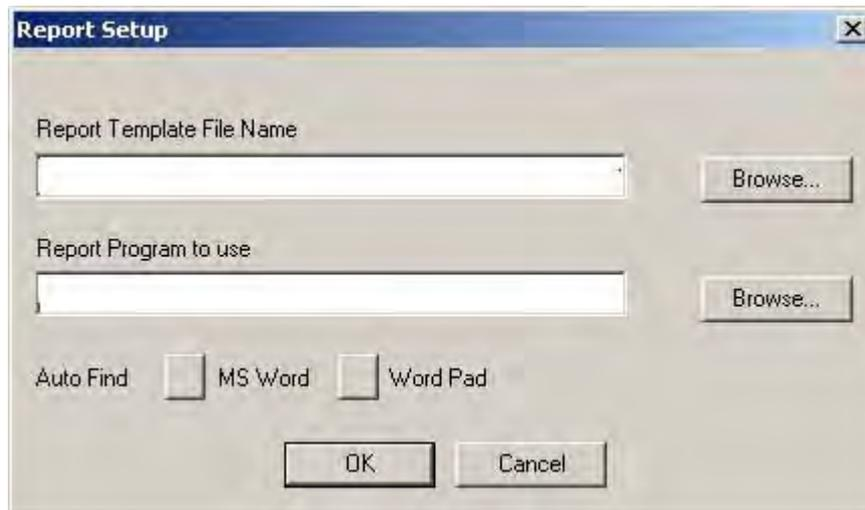 Report Setup
Report Template File Name
Browse...
Report Program to use
Browse...
Auto Find MS Word Word Pad
OK Cancel